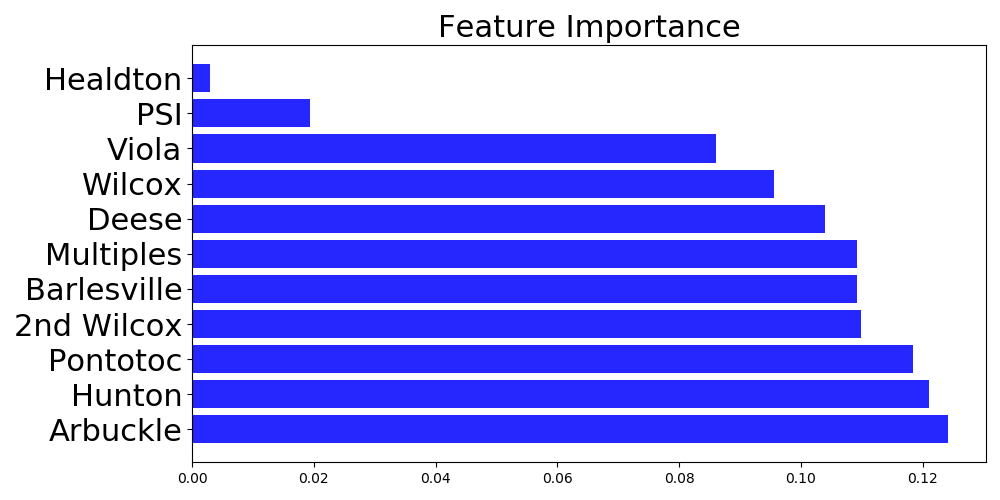 Feature Importance
Healdton
PSI
Viola
Wilcox
Deese
Multiples
Barlesville
2nd Wilcox
Pontotoc
Hunton
Arbuckle
0.00 0.02 0.04 0.06 0.08 0.10 0.12